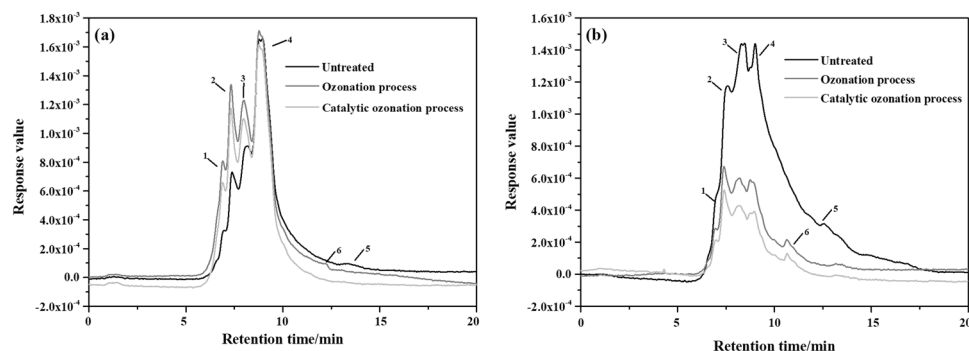 (a)
Response value
1.8x10⁻³
1.6x10⁻³
1.4x10⁻³
1.2x10⁻³
1.0x10⁻³
8.0x10⁻⁴
6.0x10⁻⁴
4.0x10⁻⁴
2.0x10⁻⁴
0.0
-2.0x10⁻⁴
1
2
3
4
6
5
Untreated
Ozonation process
Catalytic ozonation process
0 5 10 15 20
Retention time/min
(b)
Response value
1.6x10⁻³
1.4x10⁻³
1.2x10⁻³
1.0x10⁻³
8.0x10⁻⁴
6.0x10⁻⁴
4.0x10⁻⁴
2.0x10⁻⁴
0.0
-2.0x10⁻⁴
1
2
3
4
5
6
Untreated
Ozonation process
Catalytic ozonation process
0 5 10 15 20
Retention time/min